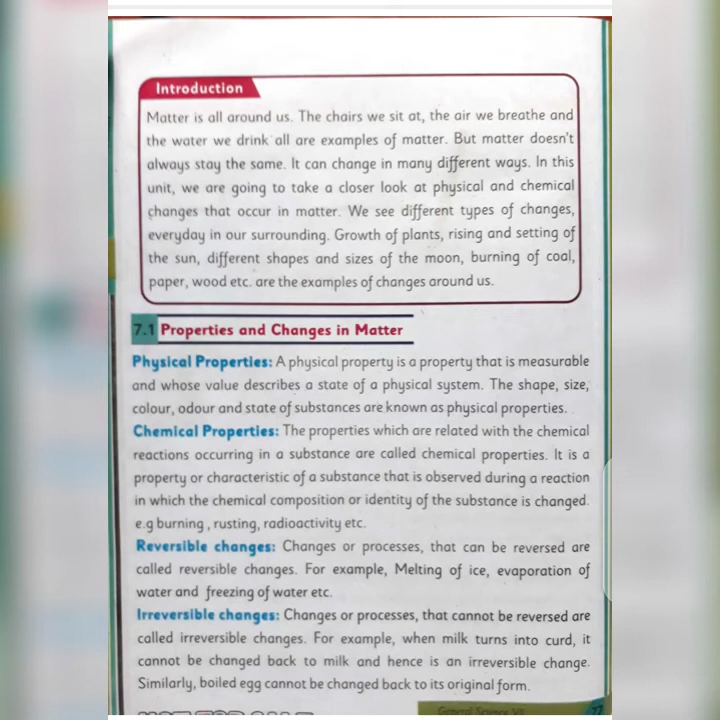 Introduction
Matter is all around us. The chairs we sit at, the air we breathe and
the water we drink all are examples of matter. But matter doesn't
always stay the same. It can change in many different ways. In this
unit, we are going to take a closer look at physical and chemical
changes that occur in matter. We see different types of changes,
everyday in our surrounding. Growth of plants, rising and setting of
the sun, different shapes and sizes of the moon, burning of coal,
paper, wood etc. are the examples of changes around us.
7.1 Properties and Changes in Matter
Physical Properties: A physical property is a property that is measurable
and whose value describes a state of a physical system. The shape, size,
colour, odour and state of substances are known as physical properties.
Chemical Properties: The properties which are related with the chemical
reactions occurring in a substance are called chemical properties. It is a
property or characteristic of a substance that is observed during a reaction
in which the chemical composition or identity of the substance is changed.
e.g burning , rusting, radioactivity etc.
Reversible changes: Changes or processes, that can be reversed are
called reversible changes. For example, Melting of ice, evaporation of
water and freezing of water etc.
Irreversible changes: Changes or processes, that cannot be reversed are
called irreversible changes. For example, when milk turns into curd, it
cannot be changed back to milk and hence is an irreversible change.
Similarly, boiled egg cannot be changed back to its original form.
General Science VII
77